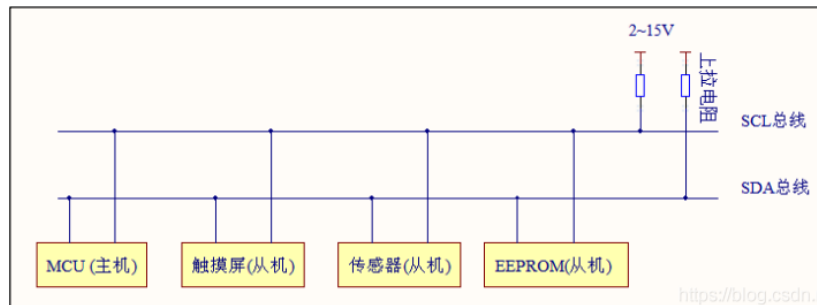 2~15V
上拉电阻
SCL总线
SDA总线
MCU (主机)
触摸屏(从机)
传感器(从机)
EEPROM(从机)
https://blog.csdn.